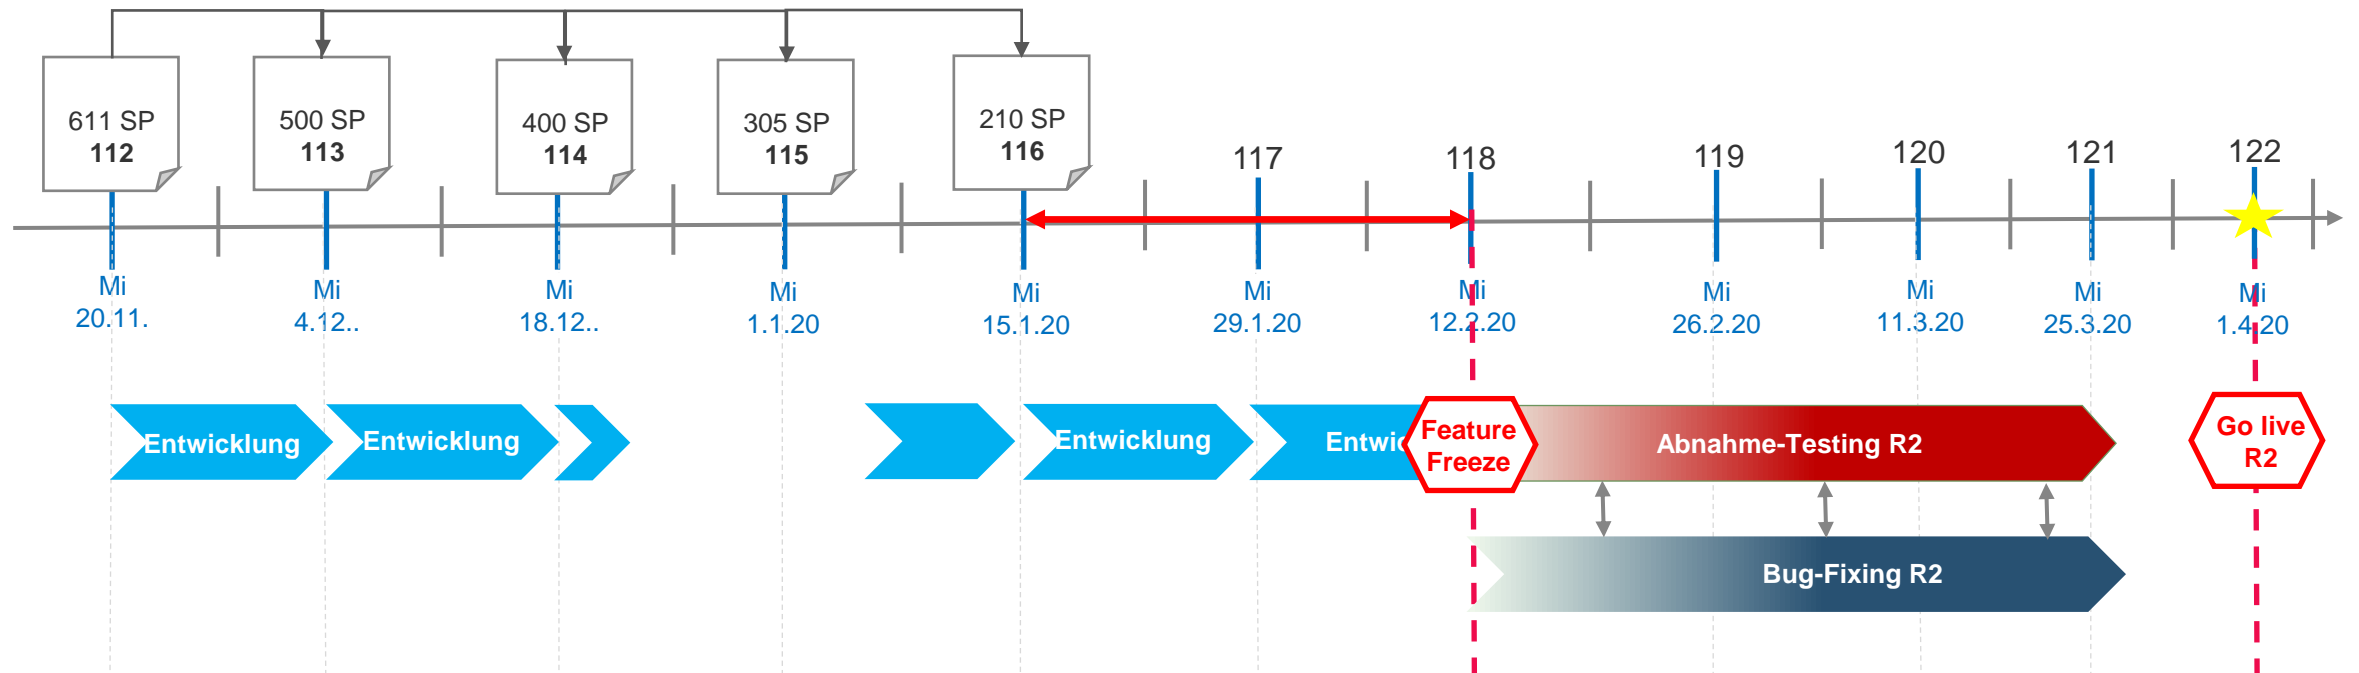 611 SP
112
500 SP
113
400 SP
114
305 SP
115
210 SP
116
117
118
119
120
121
122
Mi
20.11.
Mi
4.12..
Mi
18.12..
Mi
1.1.20
Mi
15.1.20
Mi
29.1.20
Mi
12.2.20
Mi
26.2.20
Mi
11.3.20
Mi
25.3.20
Mi
1.4.20
Entwicklung
Entwicklung
Entwicklung
Entwic
Feature
Freeze
Abnahme-Testing R2
Go live
R2
Bug-Fixing R2